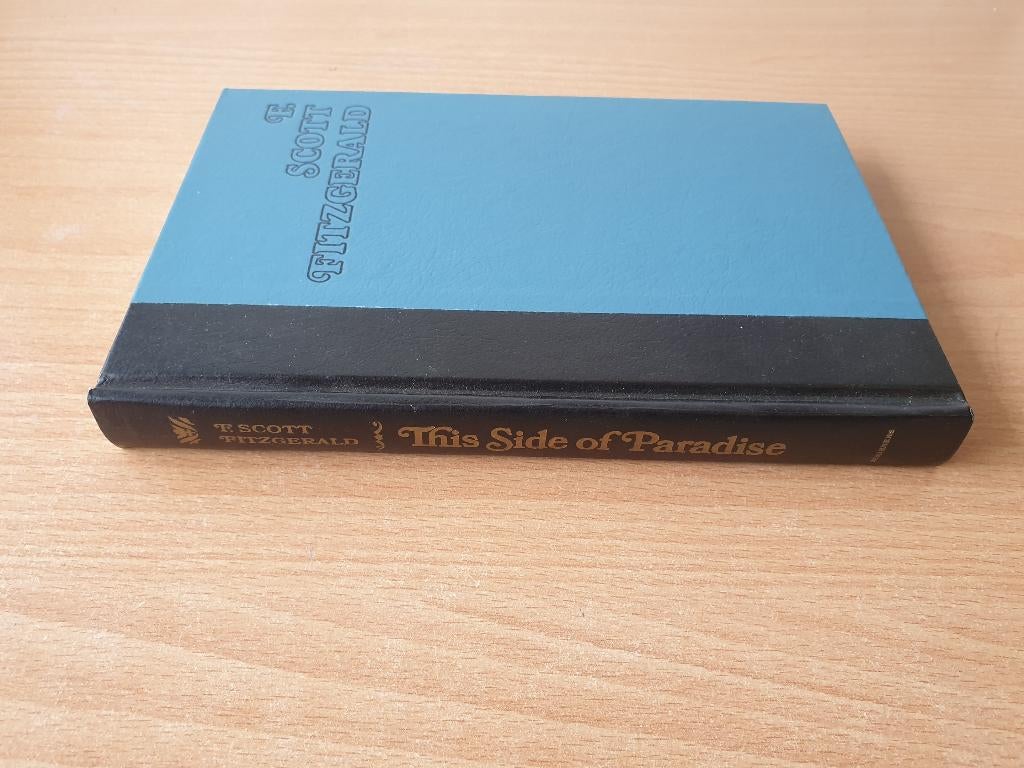 F.
SCOTT
FITZGERALD
F. SCOTT
FITZGERALD
This Side of Paradise